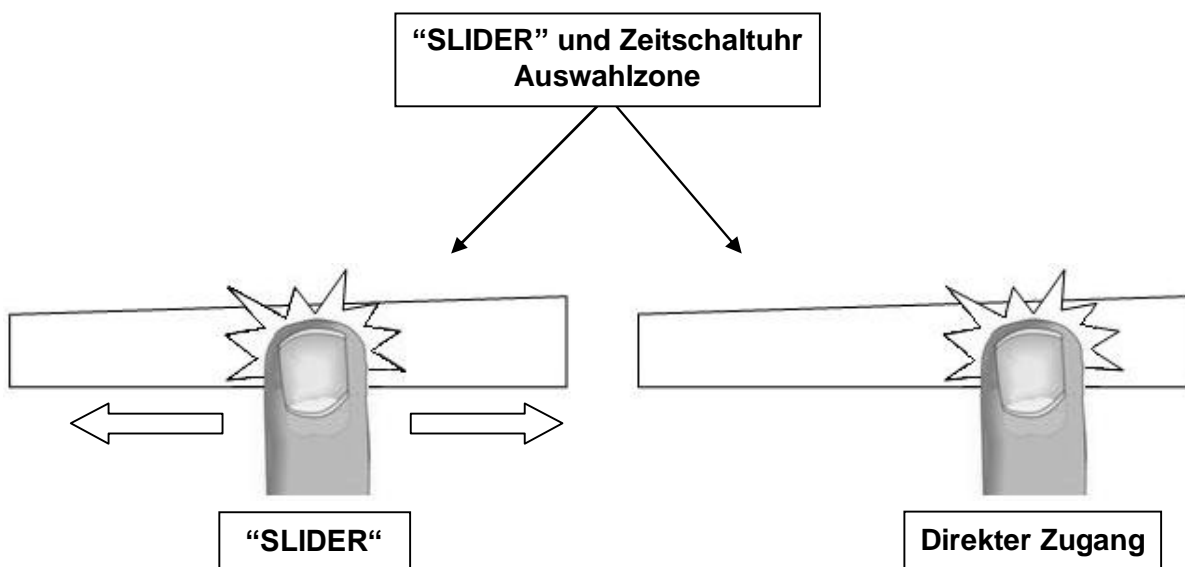 “SLIDER” und Zeitschaltuhr
Auswahlzone
“SLIDER“
Direkter Zugang